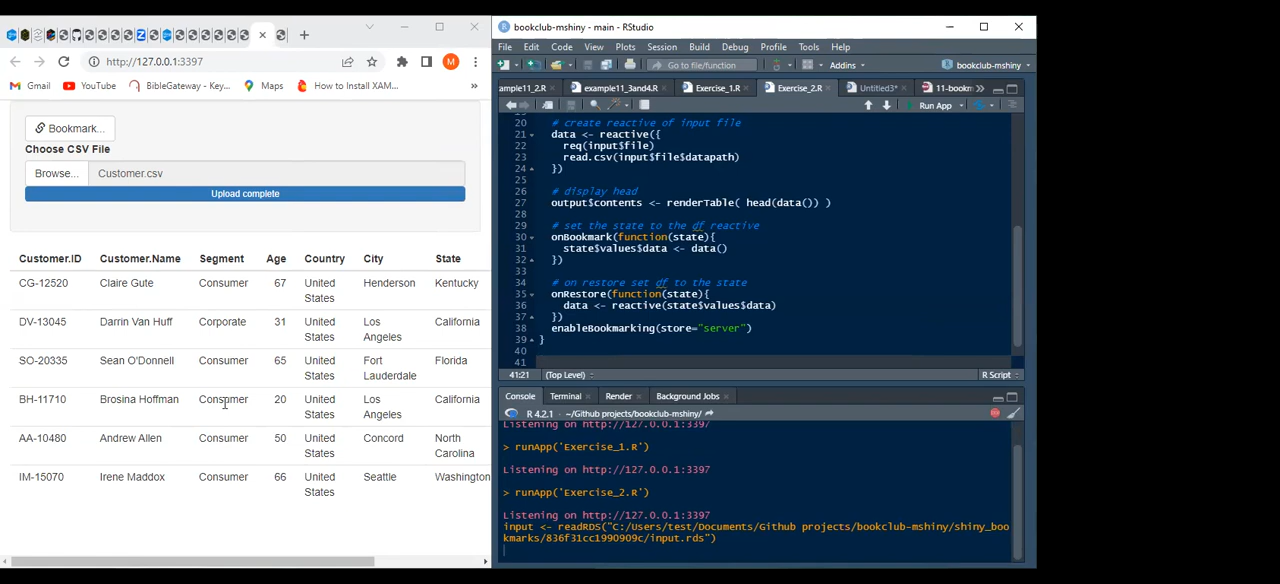 http://127.0.0.1:3397
M
Gmail
YouTube
BibleGateway - Key...
Maps
How to Install XAM...
»
Bookmark...
Choose CSV File
Browse...
Customer.csv
Upload complete
Customer.ID Customer.Name Segment Age Country City State
CG-12520 Claire Gute Consumer 67 United States Henderson Kentucky
DV-13045 Darrin Van Huff Corporate 31 United States Los Angeles California
SO-20335 Sean O'Donnell Consumer 65 United States Fort Lauderdale Florida
BH-11710 Brosina Hoffman Consumer 20 United States Los Angeles California
AA-10480 Andrew Allen Consumer 50 United States Concord North Carolina
IM-15070 Irene Maddox Consumer 66 United States Seattle Washington
bookclub-mshiny - main - RStudio
File Edit Code View Plots Session Build Debug Profile Tools Help
Go to file/function
Addins
bookclub-mshiny
ample11_2.R
example11_3and4.R
Exercise_1.R
Exercise_2.R
Untitled3*
11-bookm
Run App
20 # create reactive of input file
21 data <- reactive({
22 req(input$file)
23 read.csv(input$file$datapath)
24 })
25
26 # display head
27 output$contents <- renderTable( head(data()) )
28
29 # set the state to the df reactive
30 onBookmark(function(state){
31 state$values$data <- data()
32 })
33
34 # on restore set df to the state
35 onRestore(function(state){
36 data <- reactive(state$values$data)
37 })
38 enableBookmarking(store="server")
39 }
40
41
41:21 (Top Level) R Script
Console Terminal Render Background Jobs
R 4.2.1 · ~/Github projects/bookclub-mshiny/
Listening on http://127.0.0.1:3397
> runApp('Exercise_1.R')
Listening on http://127.0.0.1:3397
> runApp('Exercise_2.R')
Listening on http://127.0.0.1:3397
input <- readRDS("C:/Users/test/Documents/Github projects/bookclub-mshiny/shiny_boo
kmarks/836f31cc1990909c/input.rds")